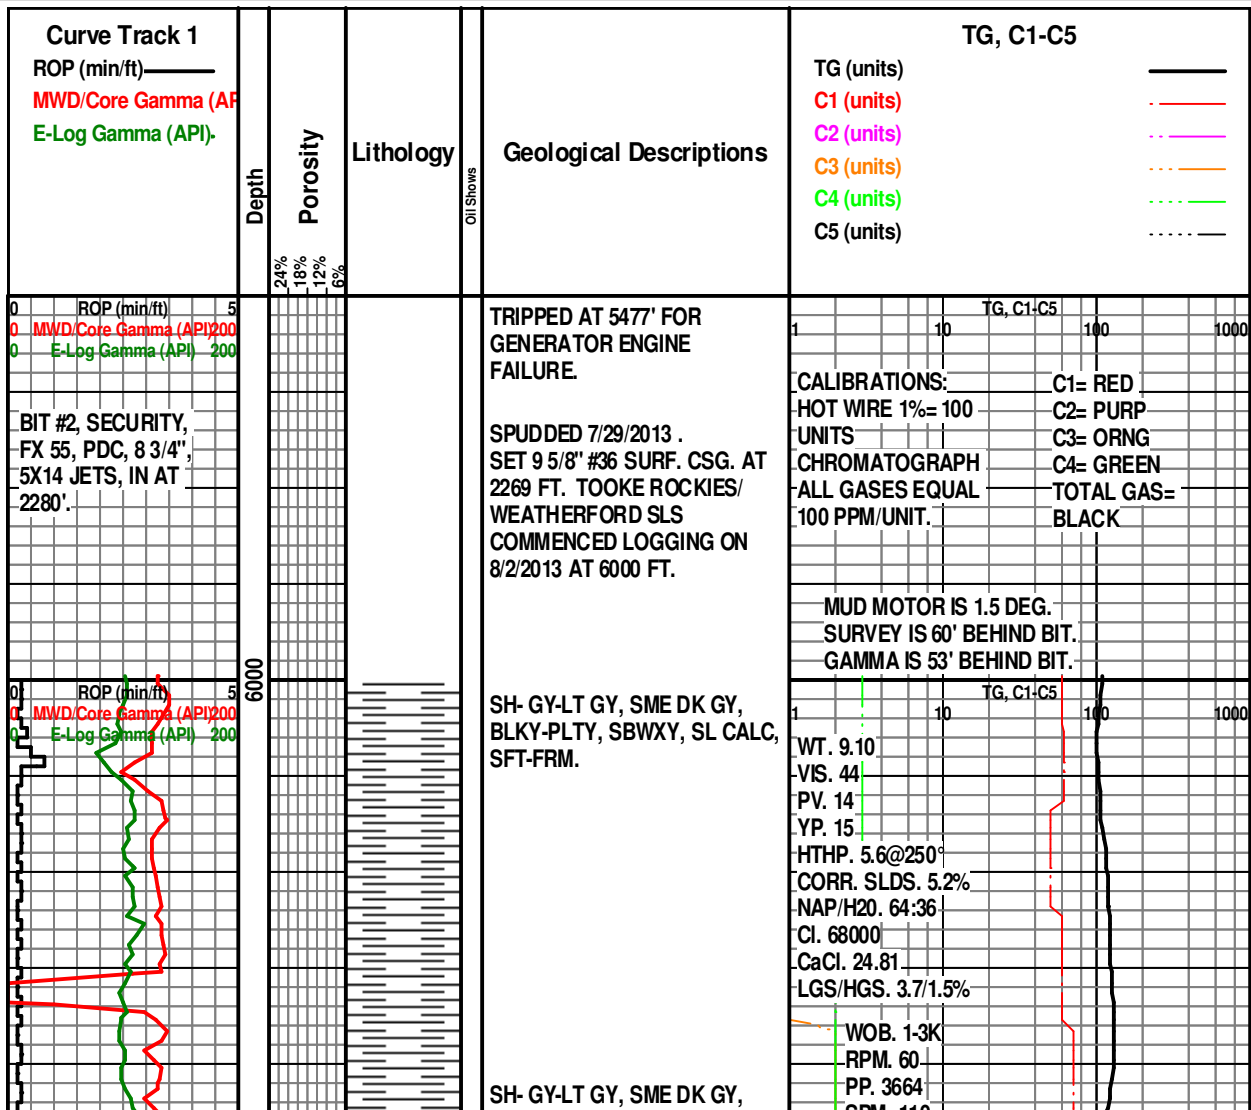 Curve Track 1
ROP (min/ft)
MWD/Core Gamma (AP
E-Log Gamma (API)
Depth
Porosity
24%
18%
12%
6%
Lithology
Oil Shows
Geological Descriptions
TG, C1-C5
TG (units)
C1 (units)
C2 (units)
C3 (units)
C4 (units)
C5 (units)
0 ROP (min/ft) 5
0 MWD/Core Gamma (API) 200
0 E-Log Gamma (API) 200
BIT #2, SECURITY,
FX 55, PDC, 8 3/4",
5X14 JETS, IN AT
2280'.
TRIPPED AT 5477' FOR
GENERATOR ENGINE
FAILURE.
SPUDDED 7/29/2013 .
SET 9 5/8" #36 SURF. CSG. AT
2269 FT. TOOKE ROCKIES/
WEATHERFORD SLS
COMMENCED LOGGING ON
8/2/2013 AT 6000 FT.
TG, C1-C5
1 10 100 1000
CALIBRATIONS:
HOT WIRE 1%= 100
UNITS
CHROMATOGRAPH
ALL GASES EQUAL
100 PPM/UNIT.
C1= RED
C2= PURP
C3= ORNG
C4= GREEN
TOTAL GAS=
BLACK
MUD MOTOR IS 1.5 DEG.
SURVEY IS 60' BEHIND BIT.
GAMMA IS 53' BEHIND BIT.
6000
0 ROP (min/ft) 5
0 MWD/Core Gamma (API) 200
0 E-Log Gamma (API) 200
SH- GY-LT GY, SME DK GY,
BLKY-PLTY, SBWXY, SL CALC,
SFT-FRM.
TG, C1-C5
1 10 100 1000
WT. 9.10
VIS. 44
PV. 14
YP. 15
HTHP. 5.6@250°
CORR. SLDS. 5.2%
NAP/H20. 64:36
Cl. 68000
CaCl. 24.81
LGS/HGS. 3.7/1.5%
WOB. 1-3K
RPM. 60
PP. 3664
SPM. 110
SH- GY-LT GY, SME DK GY,